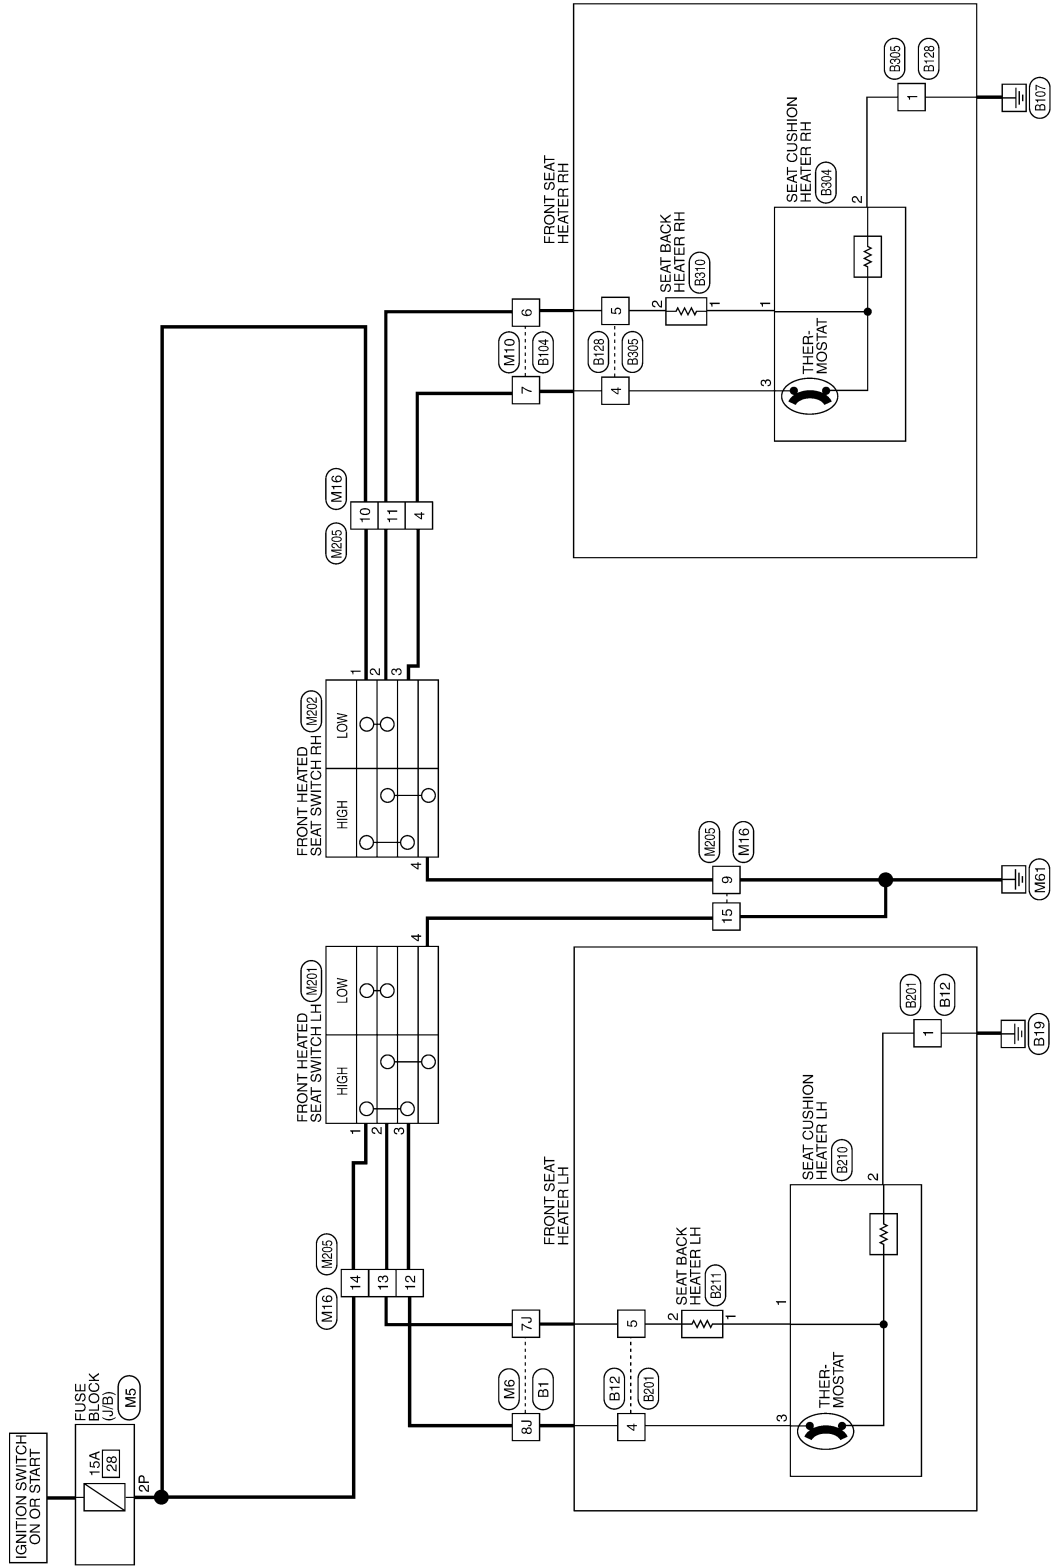 IGNITION SWITCH
ON OR START
FUSE
BLOCK
(J/B)
M5
15A
28
2P
M16
M205
14
13
12
1
2
3
FRONT HEATED
SEAT SWITCH LH
M201
HIGH
LOW
4
M6
B1
8J
7J
FRONT SEAT
HEATER LH
B12
B201
4
5
SEAT BACK
HEATER LH
B211
2
1
SEAT CUSHION
HEATER LH
B210
3
1
2
THER-
MOSTAT
B201
B12
1
B19
FRONT HEATED
SEAT SWITCH RH
M202
HIGH
LOW
4
1
2
3
M205
M16
15
9
M61
M205
M16
10
11
4
M10
B104
7
6
FRONT SEAT
HEATER RH
B128
B305
4
5
SEAT BACK
HEATER RH
B310
2
1
SEAT CUSHION
HEATER RH
B304
3
1
2
THER-
MOSTAT
B305
B128
1
B107